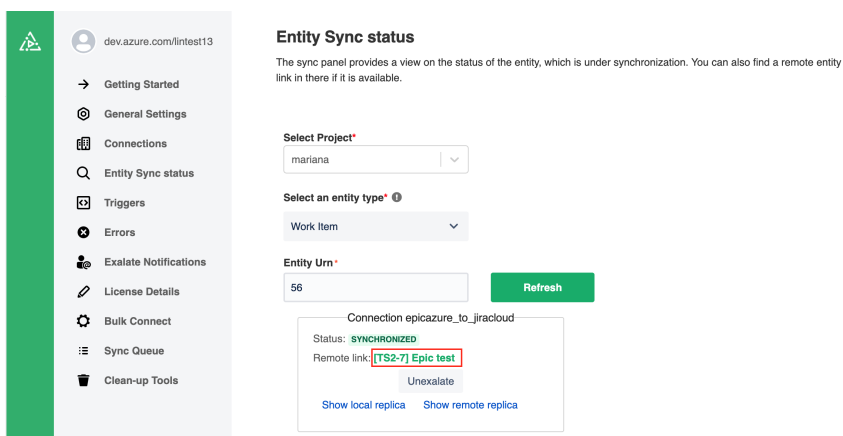 dev.azure.com/lintest13
Getting Started
General Settings
Connections
Entity Sync status
Triggers
Errors
Exalate Notifications
License Details
Bulk Connect
Sync Queue
Clean-up Tools
Entity Sync status
The sync panel provides a view on the status of the entity, which is under synchronization. You can also find a remote entity
link in there if it is available.
Select Project*
mariana
Select an entity type*
Work Item
Entity Urn*
56
Refresh
Connection epicazure_to_jiracloud
Status: SYNCHRONIZED
Remote link: [TS2-7] Epic test
Unexalate
Show local replica Show remote replica